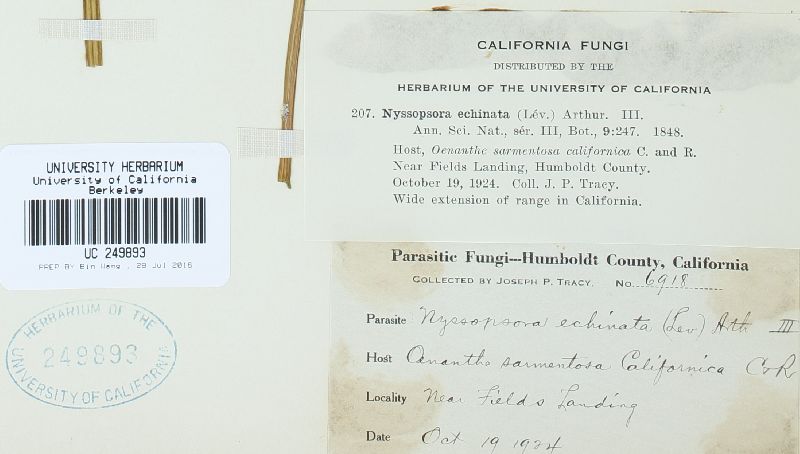 CALIFORNIA FUNGI
DISTRIBUTED BY THE
HERBARIUM OF THE UNIVERSITY OF CALIFORNIA
207. Nyssopsora echinata (Lév.) Arthur. III.
Ann. Sci. Nat., sér. III, Bot., 9:247. 1848.
Host, Oenanthe sarmentosa californica C. and R.
Near Fields Landing, Humboldt County.
October 19, 1924. Coll. J. P. Tracy.
Wide extension of range in California.
UNIVERSITY HERBARIUM
University of California
Berkeley
UC 249893
PREP BY Bin Wang , 28 Jul 2016
Parasitic Fungi---Humboldt County, California
COLLECTED BY JOSEPH P. TRACY. NO. 6918
Parasite Nyssopsora echinata (Lev) Arth III
Host Oenanthe sarmentosa Californica C&R
Locality Near Fields Landing
Date Oct 19 1924
HERBARIUM OF THE
249893
UNIVERSITY OF CALIFORNIA